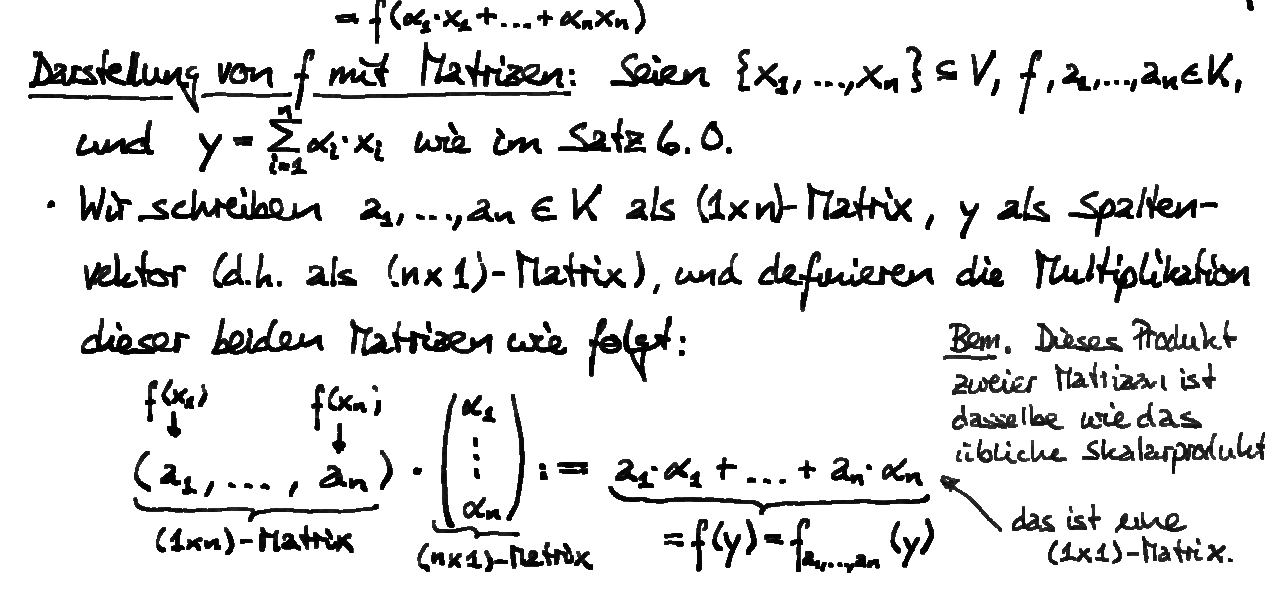 = f(α₁·x₁+...+αₙxₙ)
Darstellung von f mit Matrizen: Seien {x₁,...,xₙ} ⊆ V, f, a₁,...,aₙ∈K,
und y = ∑ᵢ₌₁ⁿ αᵢ·xᵢ wie im Satz 6.0.
• Wir schreiben a₁,...,aₙ ∈ K als (1×n)-Matrix, y als Spalten-
vektor (d.h. als (n×1)-Matrix), und definieren die Multiplikation
dieser beiden Matrizen wie folgt:
Bem. Dieses Produkt
zweier Matrizen ist
dasselbe wie das
übliche Skalarprodukt
f(x₁) f(xₙ)
↓ ↓
(a₁, ..., aₙ) · (α₁ ⋮ αₙ) := a₁·α₁ + ... + aₙ·αₙ
(1×n)-Matrix (n×1)-Matrix = f(y) = f_{a₁,...,aₙ}(y)
das ist eine
(1×1)-Matrix.